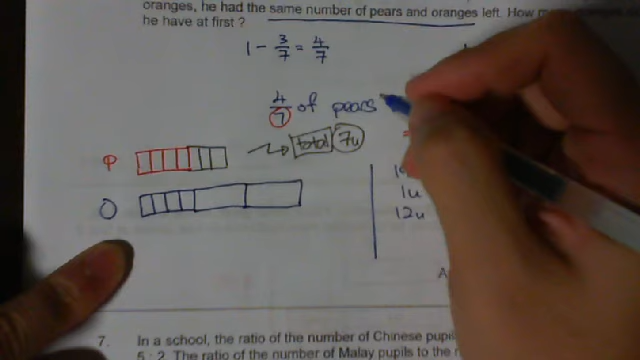 oranges, he had the same number of pears and oranges left. How
he have at first ?
1 - 3/7 = 4/7
4/7 of pears
P total 7u
O
1u
12u
A
7. In a school, the ratio of the number of Chinese pupil
5 : 2. The ratio of the number of Malay pupils to the